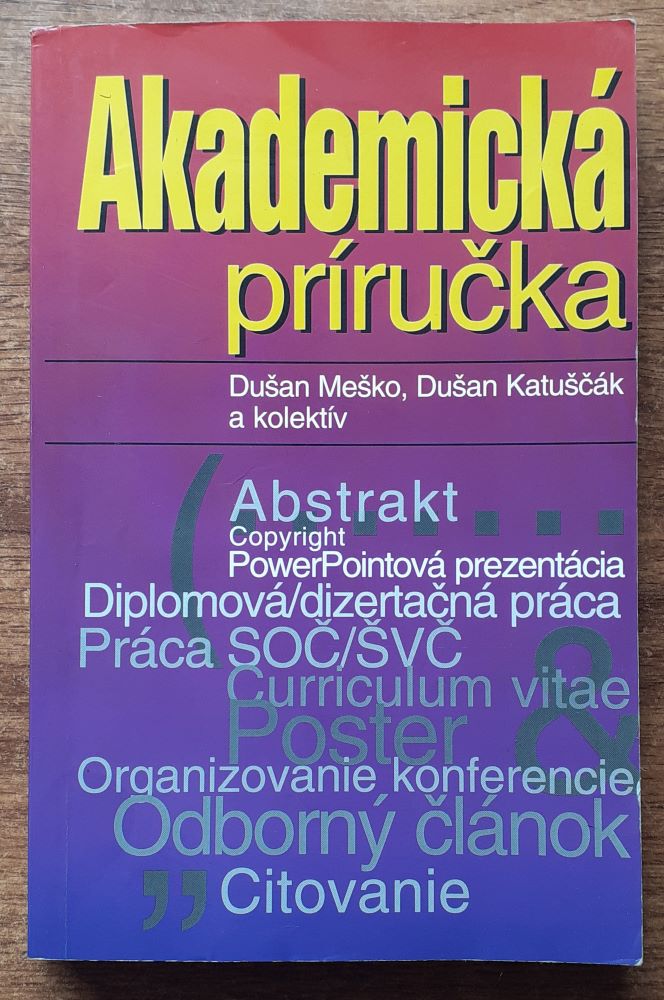 Akademická
príručka
Dušan Meško, Dušan Katuščák
a kolektív
(......
Abstrakt
Copyright
PowerPointová prezentácia
Diplomová/dizertačná práca
Práca SOČ/ŠVČ
Curriculum vitae
&
Poster
Organizovanie konferencie
Odborný článok
” Citovanie